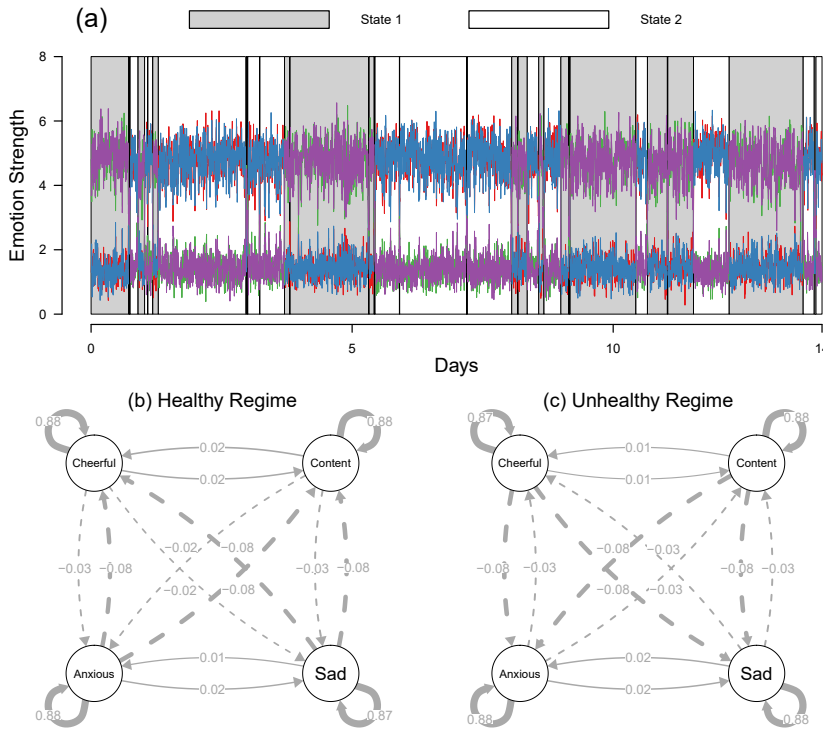 (a)
State 1
State 2
Emotion Strength
8
6
4
2
0
0
5
10
14
Days
(b) Healthy Regime
(c) Unhealthy Regime
0.88
0.88
0.87
0.88
Cheerful
0.02
0.02
Content
Cheerful
0.01
0.01
Content
−0.02
−0.08
−0.08
−0.03
−0.03
−0.08
−0.03
−0.08
−0.08
−0.03
−0.08
−0.03
−0.02
−0.08
−0.08
−0.03
Anxious
0.01
0.02
Sad
Anxious
0.02
0.02
Sad
0.88
0.87
0.88
0.88